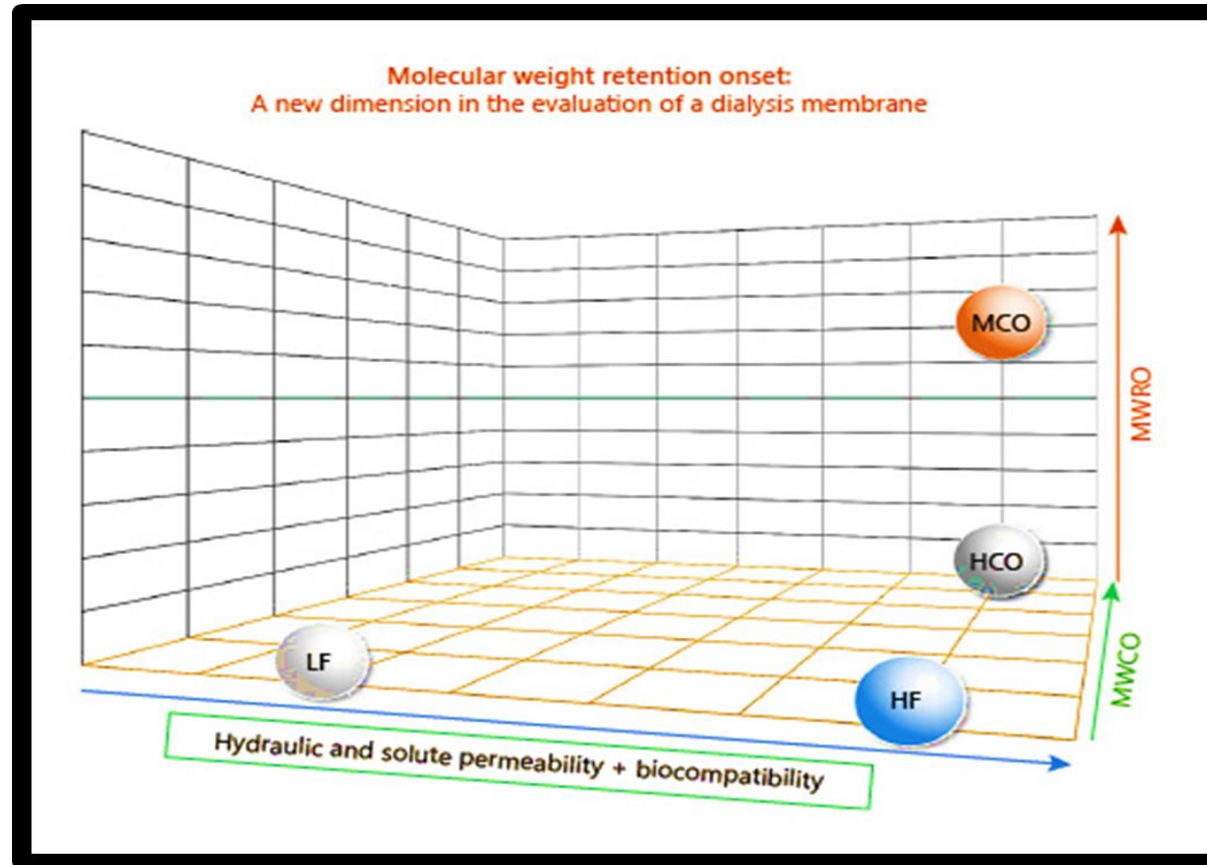 Molecular weight retention onset:
A new dimension in the evaluation of a dialysis membrane
MCO
MWRO
HCO
LF
HF
MWCO
Hydraulic and solute permeability + biocompatibility